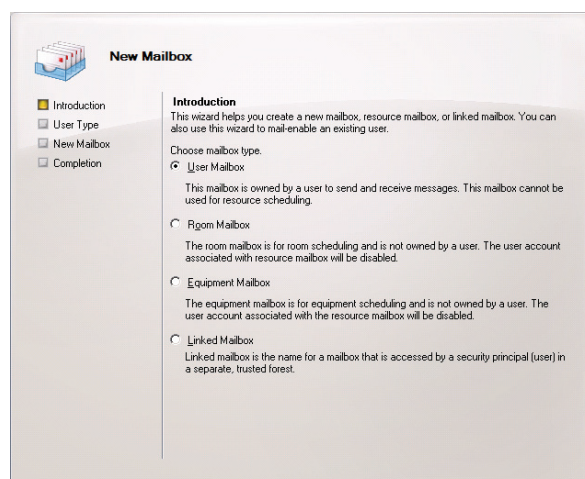 New Mailbox
Introduction
User Type
New Mailbox
Completion
Introduction
This wizard helps you create a new mailbox, resource mailbox, or linked mailbox. You can
also use this wizard to mail-enable an existing user.
Choose mailbox type.
User Mailbox
This mailbox is owned by a user to send and receive messages. This mailbox cannot be
used for resource scheduling.
Room Mailbox
The room mailbox is for room scheduling and is not owned by a user. The user account
associated with resource mailbox will be disabled.
Equipment Mailbox
The equipment mailbox is for equipment scheduling and is not owned by a user. The
user account associated with the resource mailbox will be disabled.
Linked Mailbox
Linked mailbox is the name for a mailbox that is accessed by a security principal (user) in
a separate, trusted forest.